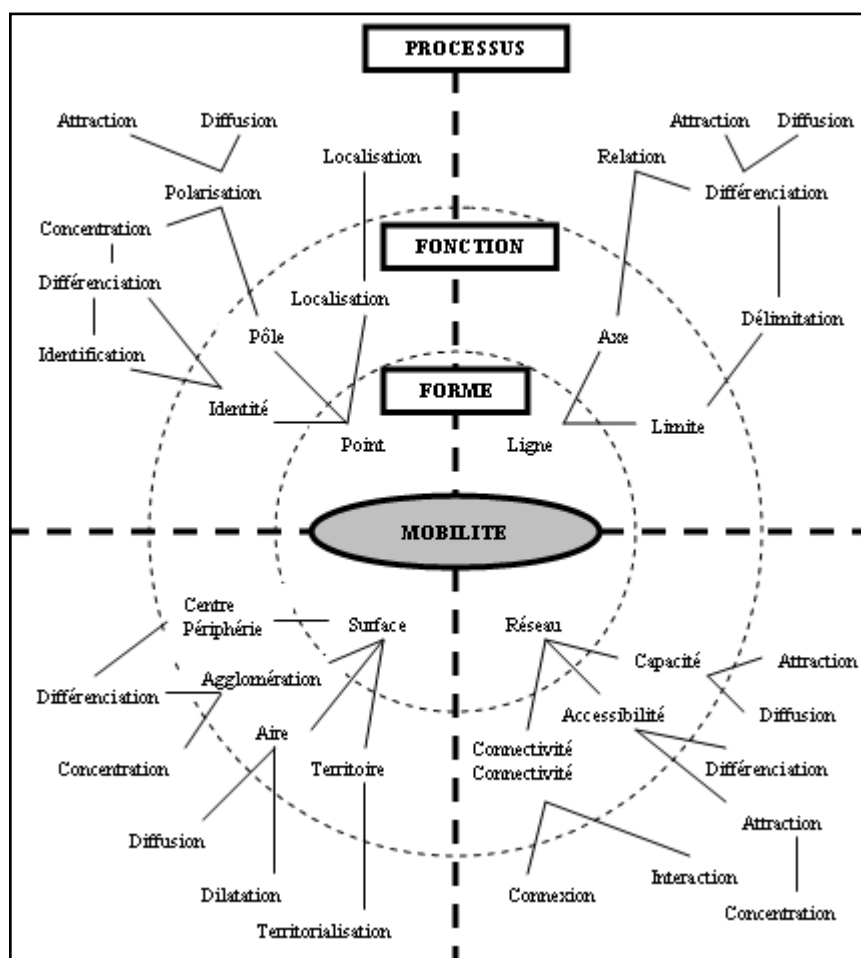 PROCESSUS
Attraction
Diffusion
Attraction
Diffusion
Localisation
Relation
Polarisation
Différenciation
Concentration
FONCTION
Différenciation
Localisation
Délimitation
Identification
Pôle
Axe
FORME
Identité
Limite
Point
Ligne
MOBILITE
Centre
Périphérie
Surface
Réseau
Capacité
Attraction
Différenciation
Agglomération
Accessibilité
Diffusion
Aire
Connectivité
Concentration
Territoire
Connectivité
Différenciation
Diffusion
Attraction
Dilatation
Connexion
Interaction
Concentration
Territorialisation